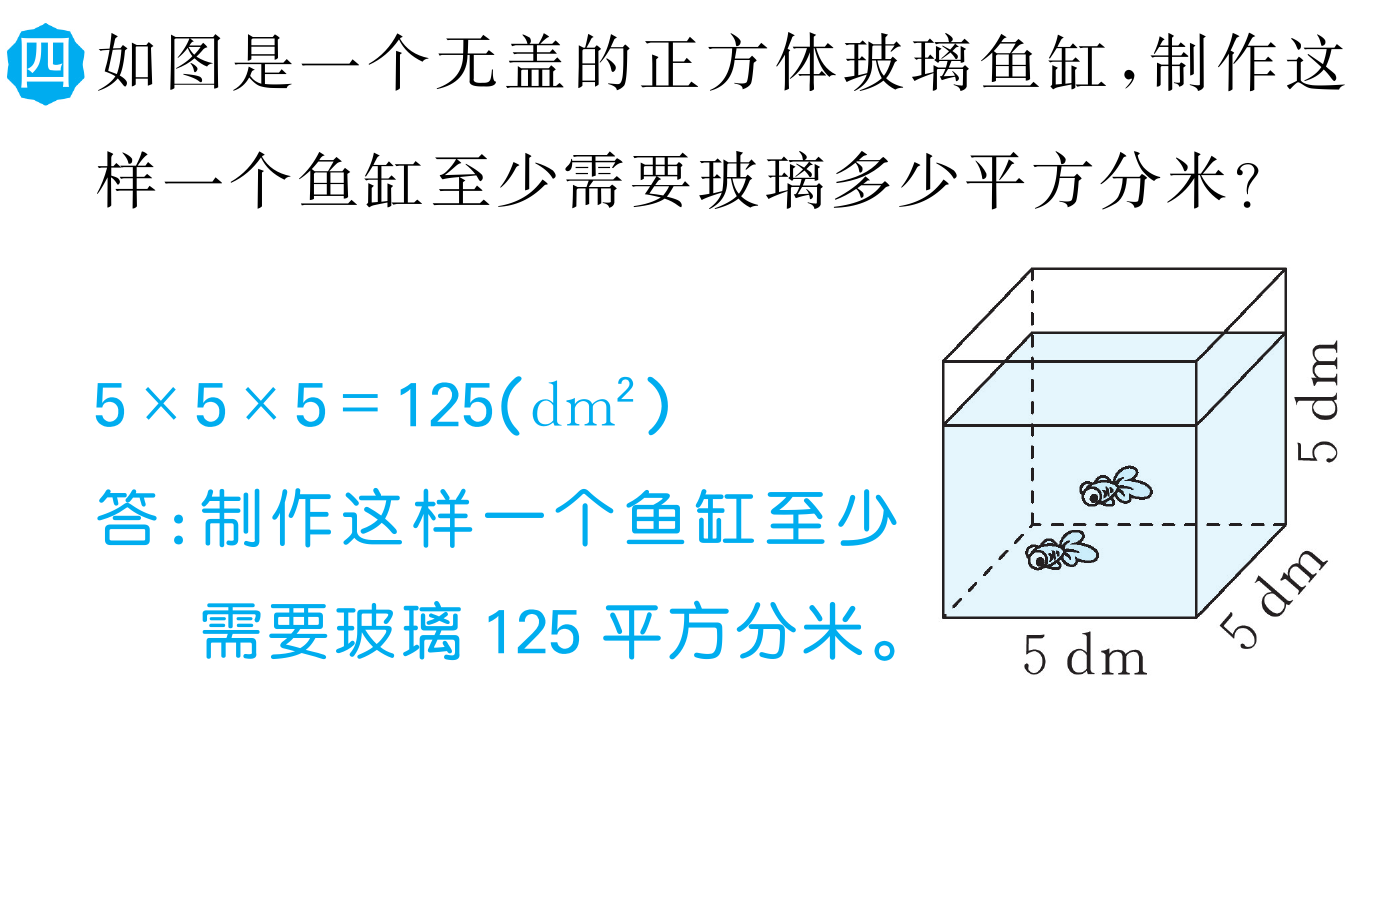 四 如图是一个无盖的正方体玻璃鱼缸,制作这
样一个鱼缸至少需要玻璃多少平方分米?
5×5×5=125(dm²)
答:制作这样一个鱼缸至少
需要玻璃 125 平方分米。
5 dm
5 dm
5 dm